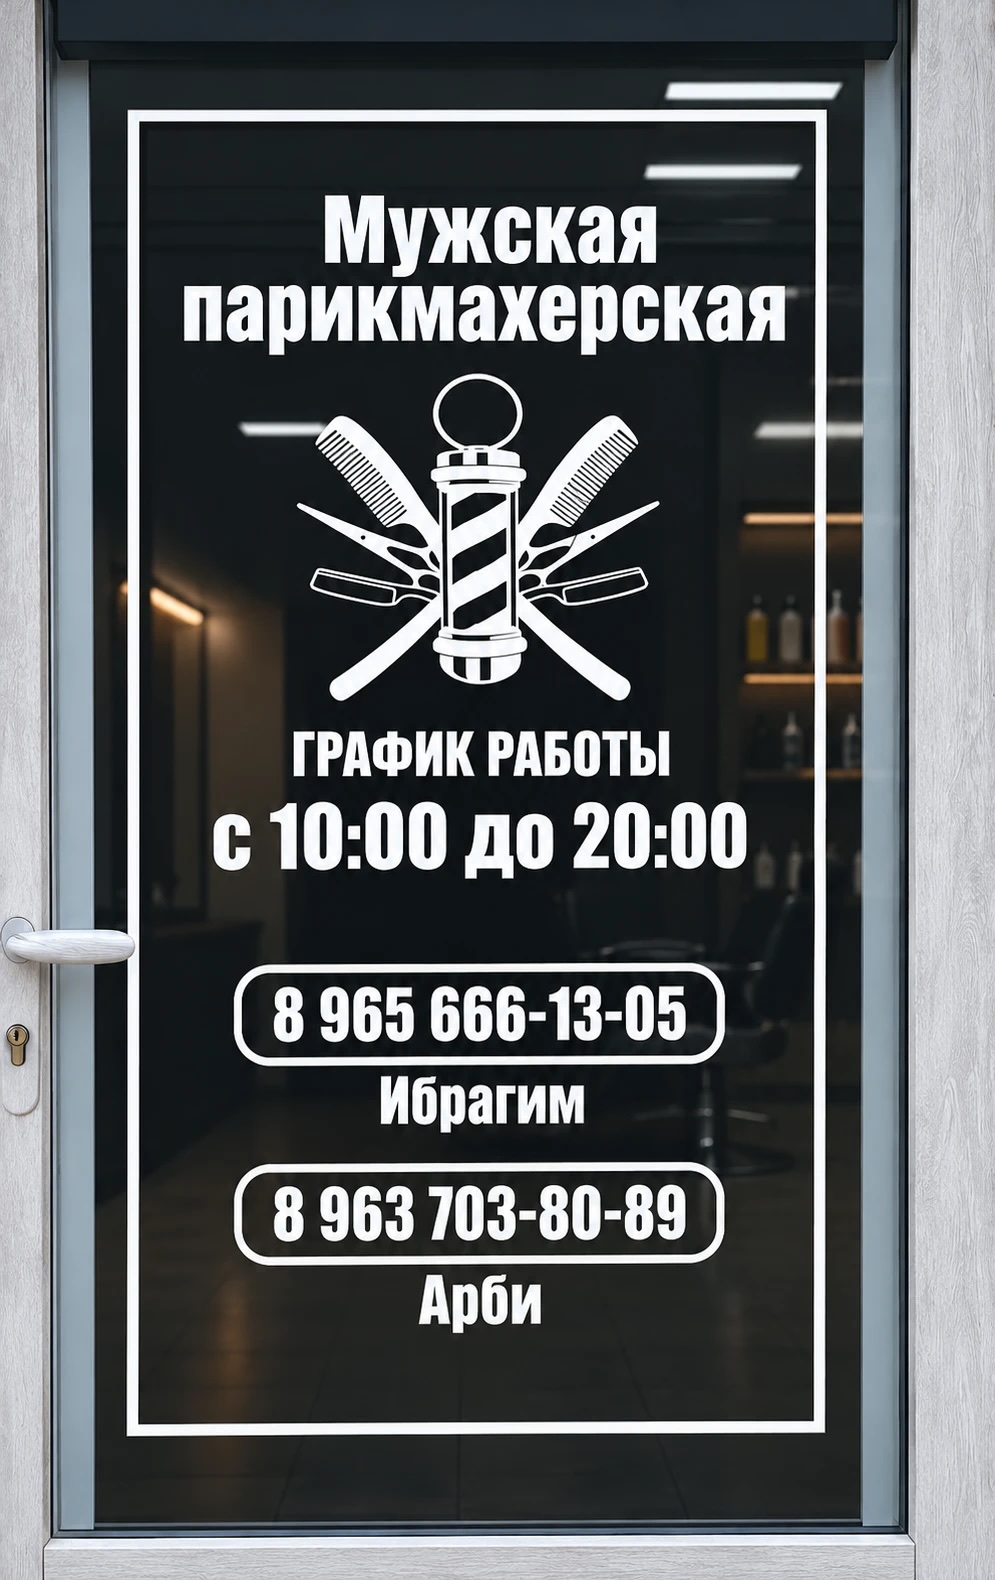 Мужская
парикмахерская
ГРАФИК РАБОТЫ
с 10:00 до 20:00
8 965 666-13-05
Ибрагим
8 963 703-80-89
Арби